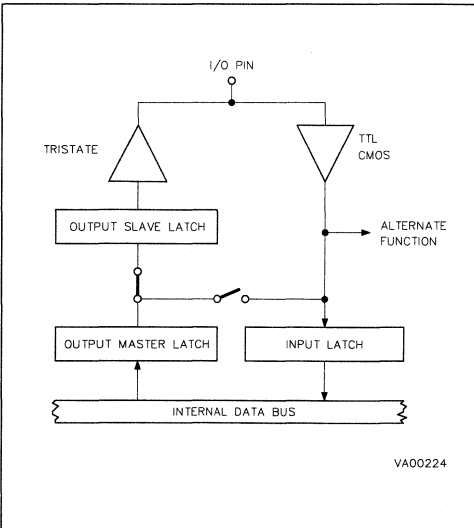 I/O PIN
TRISTATE
TTL
CMOS
OUTPUT SLAVE LATCH
ALTERNATE
FUNCTION
OUTPUT MASTER LATCH
INPUT LATCH
INTERNAL DATA BUS
VA00224